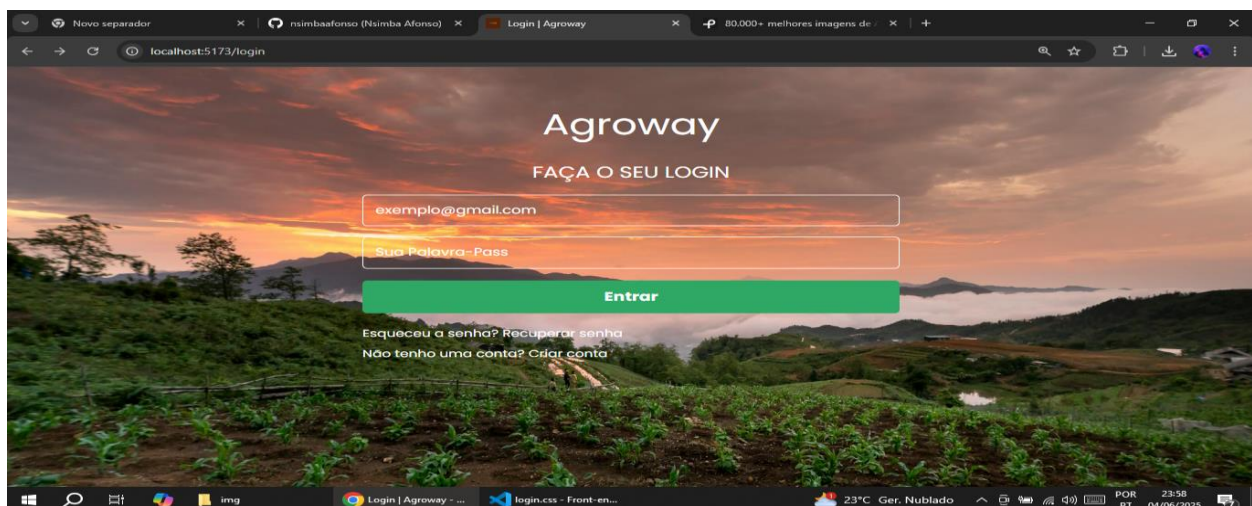 Novo separador
nsimbaafonso (Nsimba Afonso)
Login | Agroway
80.000+ melhores imagens de
localhost:5173/login
Agroway
FAÇA O SEU LOGIN
exemplo@gmail.com
Sua Palavra-Pass
Entrar
Esqueceu a senha? Recuperar senha
Não tenho uma conta? Criar conta
img
Login | Agroway - ...
login.css - Front-en...
23°C Ger. Nublado
POR
PT
23:58
04/06/2025